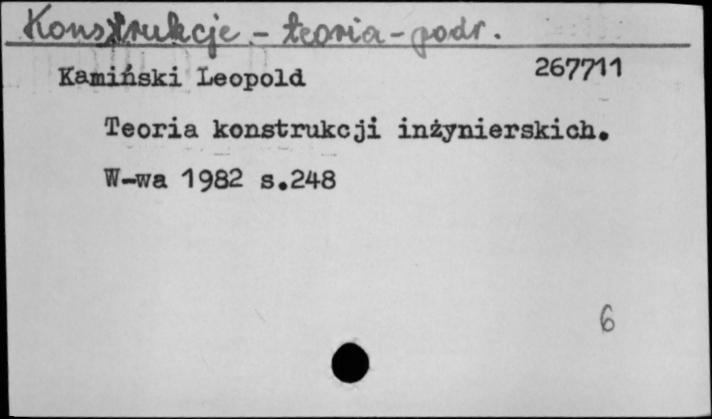 Konstrukcje - teoria - podr.
267711
Kamiński Leopold
Teoria konstrukcji inżynierskich.
W-wa 1982 s.248
6